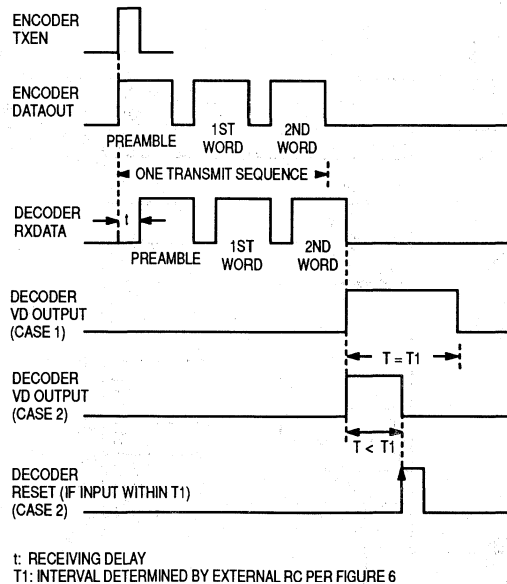 ENCODER
TXEN
ENCODER
DATAOUT
PREAMBLE
1ST
WORD
2ND
WORD
ONE TRANSMIT SEQUENCE
DECODER
RXDATA
t
PREAMBLE
1ST
WORD
2ND
WORD
DECODER
VD OUTPUT
(CASE 1)
T = T1
DECODER
VD OUTPUT
(CASE 2)
T < T1
DECODER
RESET (IF INPUT WITHIN T1)
(CASE 2)
t: RECEIVING DELAY
T1: INTERVAL DETERMINED BY EXTERNAL RC PER FIGURE 6